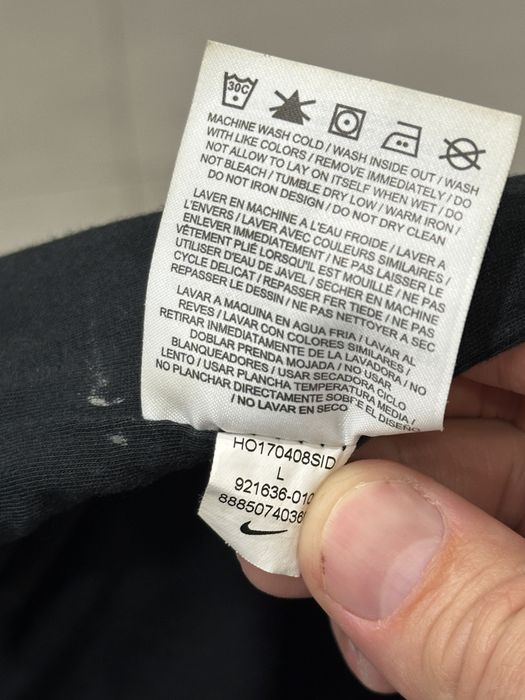 30C
MACHINE WASH COLD / WASH INSIDE OUT / WASH
WITH LIKE COLORS / REMOVE IMMEDIATELY / DO
NOT ALLOW TO LAY ON ITSELF WHEN WET / DO
NOT BLEACH / TUMBLE DRY LOW / WARM IRON /
DO NOT IRON DESIGN / DO NOT DRY CLEAN
LAVER EN MACHINE A L'EAU FROIDE / LAVER A
L'ENVERS / LAVER AVEC COULEURS SIMILAIRES /
ENLEVER IMMÉDIATEMENT / NE PAS LAISSER LE
VÊTEMENT PLIÉ LORSQU'IL EST MOUILLÉ / NE PAS
UTILISER D'EAU DE JAVEL / SECHER EN MACHINE
CYCLE DELICAT / REPASSER FER TIEDE / NE PAS
REPASSER LE DESSIN / NE PAS NETTOYER A SEC
LAVAR A MAQUINA EN AGUA FRIA / LAVAR AL
REVES / LAVAR CON COLORES SIMILARES /
RETIRAR INMEDIATAMENTE DE LA LAVADORA / NO
DOBLAR PRENDA MOJADA / NO USAR
BLANQUEADORES / USAR SECADORA CICLO
LENTO / USAR PLANCHA TEMPERATURA MEDIA /
NO PLANCHAR DIRECTAMENTE SOBRE EL DISEÑO
/ NO LAVAR EN SECO
HO170408SID
L
921636-010
8885074036